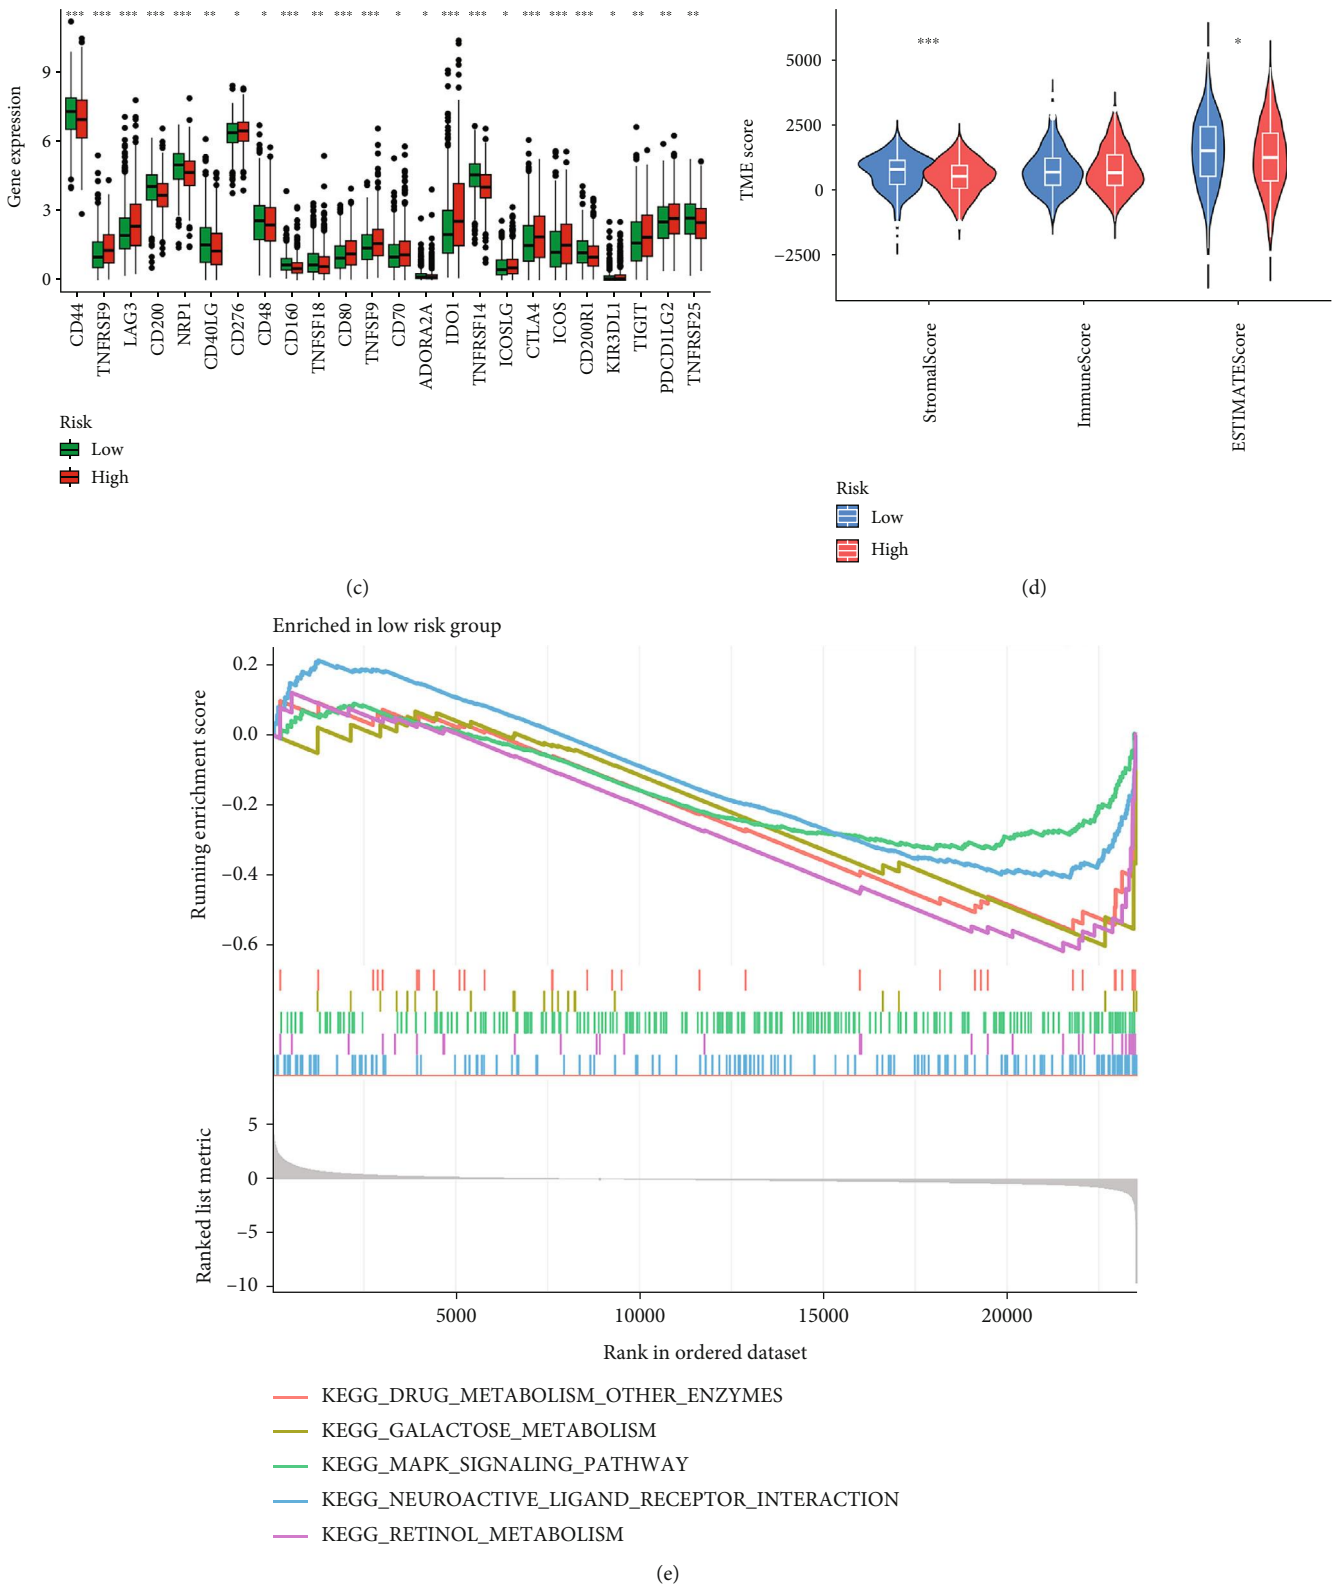 *** *** *** *** *** ** * * *** *** *** *** * * *** *** * *** *** *** * ** ** **
Gene expression
9
6
3
0
CD44
TNFRSF9
LAG3
CD200
NRP1
CD40LG
CD276
CD48
CD160
TNFSF18
CD80
TNFSF9
CD70
ADORA2A
IDO1
TNFRSF14
ICOSLG
CTLA4
ICOS
CD200R1
KIR3DL1
TIGIT
PDCD1LG2
TNFRSF25
Risk
Low
High
(c)
*** *
TME score
5000
2500
0
−2500
StromalScore
ImmuneScore
ESTIMATEScore
Risk
Low
High
(d)
Enriched in low risk group
Running enrichment score
0.2
0.0
−0.2
−0.4
−0.6
Ranked list metric
5
0
−5
−10
5000 10000 15000 20000
Rank in ordered dataset
KEGG_DRUG_METABOLISM_OTHER_ENZYMES
KEGG_GALACTOSE_METABOLISM
KEGG_MAPK_SIGNALING_PATHWAY
KEGG_NEUROACTIVE_LIGAND_RECEPTOR_INTERACTION
KEGG_RETINOL_METABOLISM
(e)